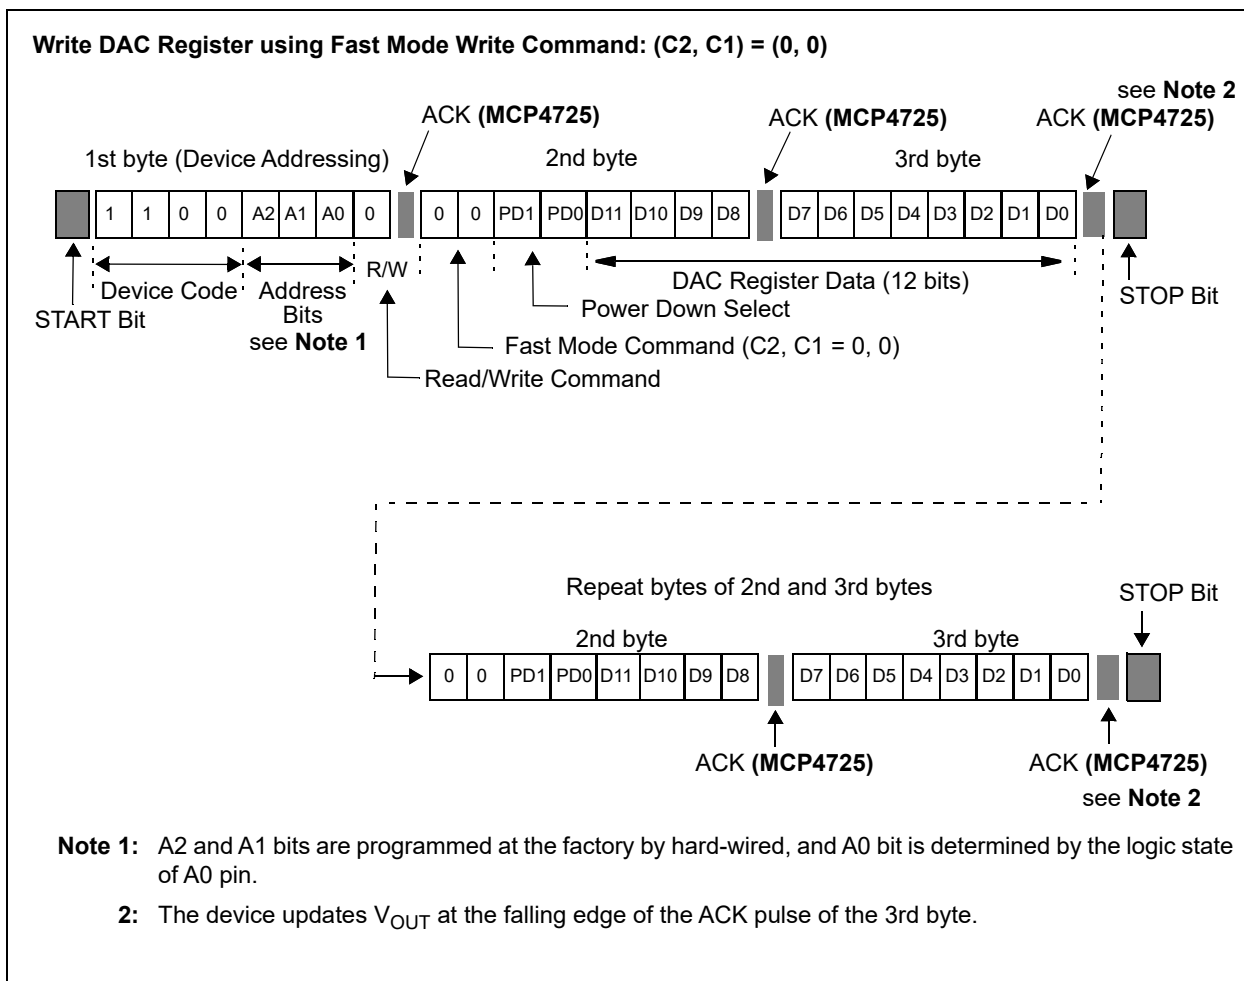 Write DAC Register using Fast Mode Write Command: (C2, C1) = (0, 0)
see Note 2
ACK (MCP4725)
ACK (MCP4725)
ACK (MCP4725)
1st byte (Device Addressing)
2nd byte
3rd byte
1 1 0 0 A2 A1 A0 0
0 0 PD1 PD0 D11 D10 D9 D8
D7 D6 D5 D4 D3 D2 D1 D0
R/W
Device Code
Address
Bits
see Note 1
START Bit
DAC Register Data (12 bits)
STOP Bit
Power Down Select
Fast Mode Command (C2, C1 = 0, 0)
Read/Write Command
Repeat bytes of 2nd and 3rd bytes
STOP Bit
2nd byte
3rd byte
0 0 PD1 PD0 D11 D10 D9 D8
D7 D6 D5 D4 D3 D2 D1 D0
ACK (MCP4725)
ACK (MCP4725)
see Note 2
Note 1: A2 and A1 bits are programmed at the factory by hard-wired, and A0 bit is determined by the logic state
of A0 pin.
2: The device updates VOUT at the falling edge of the ACK pulse of the 3rd byte.